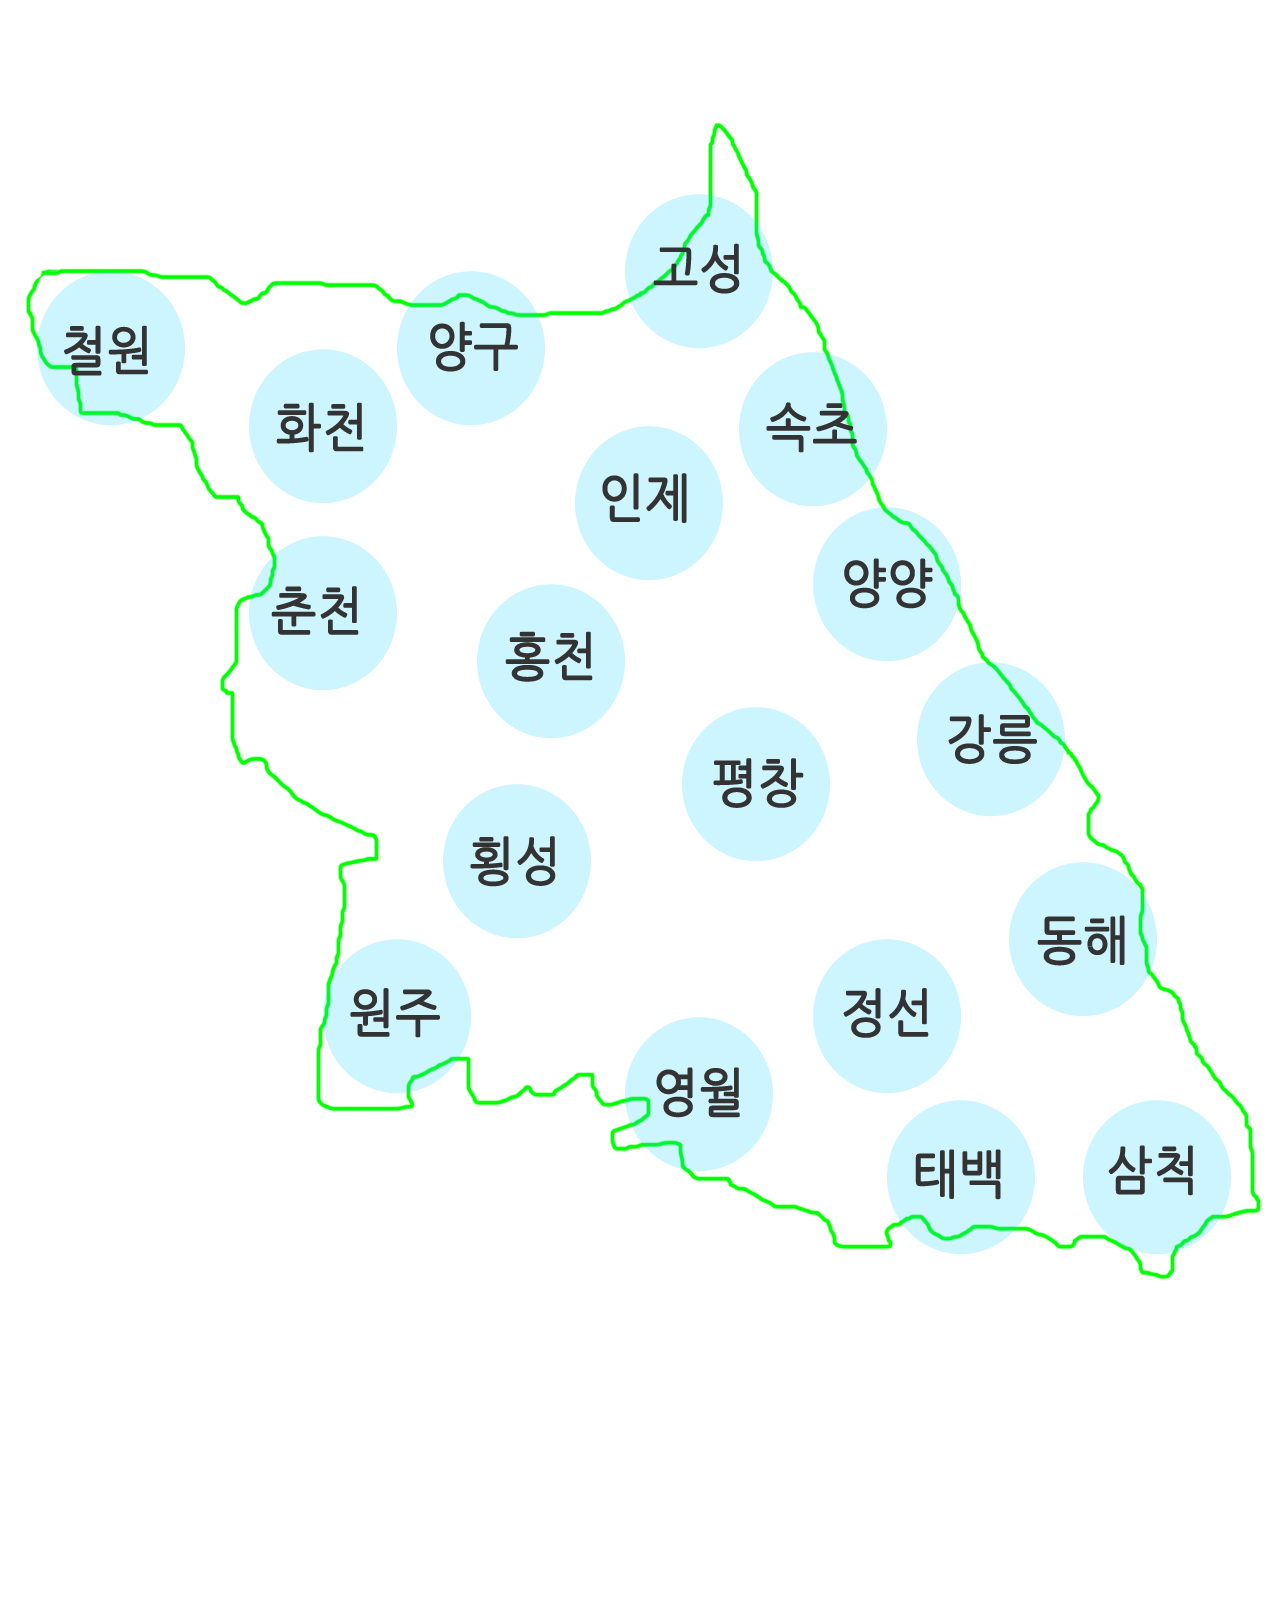 고성
철원
양구
화천
속초
인제
양양
춘천
홍천
강릉
평창
횡성
동해
원주
정선
영월
태백
삼척